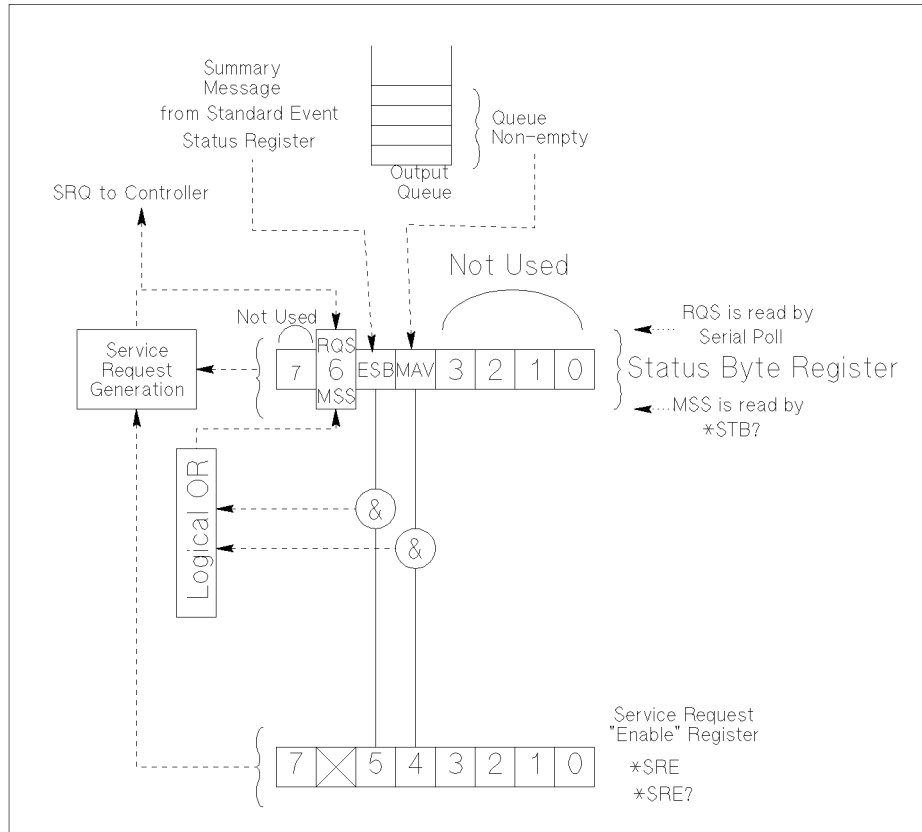 Summary
Message
from Standard Event
Status Register
Queue
Non-empty
Output
Queue
SRQ to Controller
Not Used
Not Used
RQS is read by
Serial Poll
Service
Request
Generation
RQS
7 6 ESB MAV 3 2 1 0
MSS
Status Byte Register
MSS is read by
*STB?
Logical OR
&
&
Service Request
"Enable" Register
7 5 4 3 2 1 0
*SRE
*SRE?